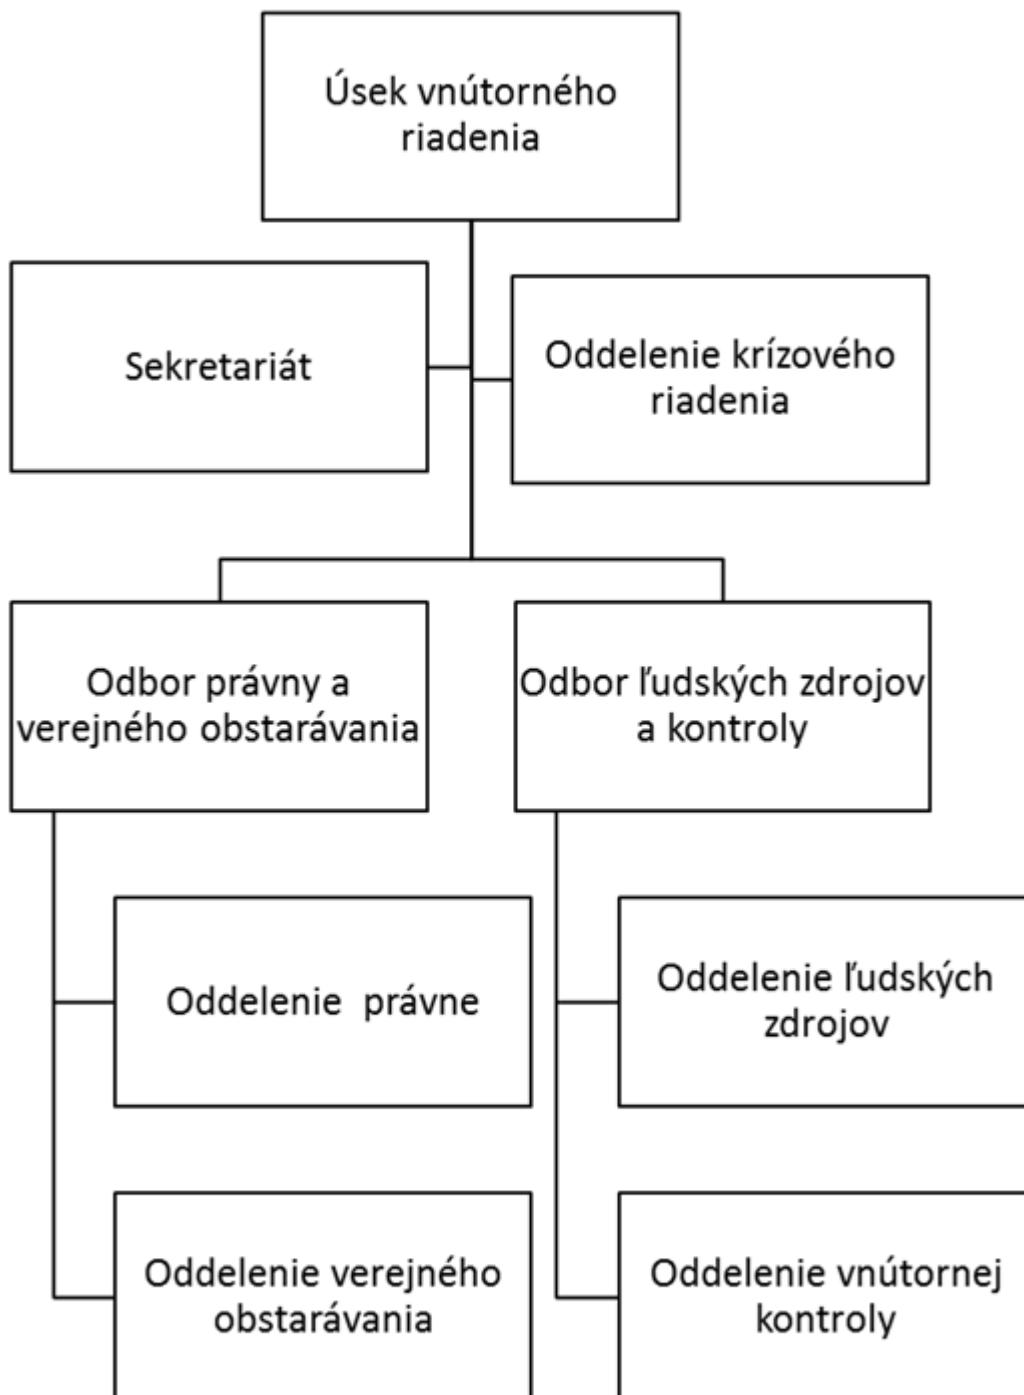 Úsek vnútorného
riadenia
Sekretariát
Oddelenie krízového
riadenia
Odbor právny a
verejného obstarávania
Odbor ľudských zdrojov
a kontroly
Oddelenie  právne
Oddelenie ľudských
zdrojov
Oddelenie verejného
obstarávania
Oddelenie vnútornej
kontroly